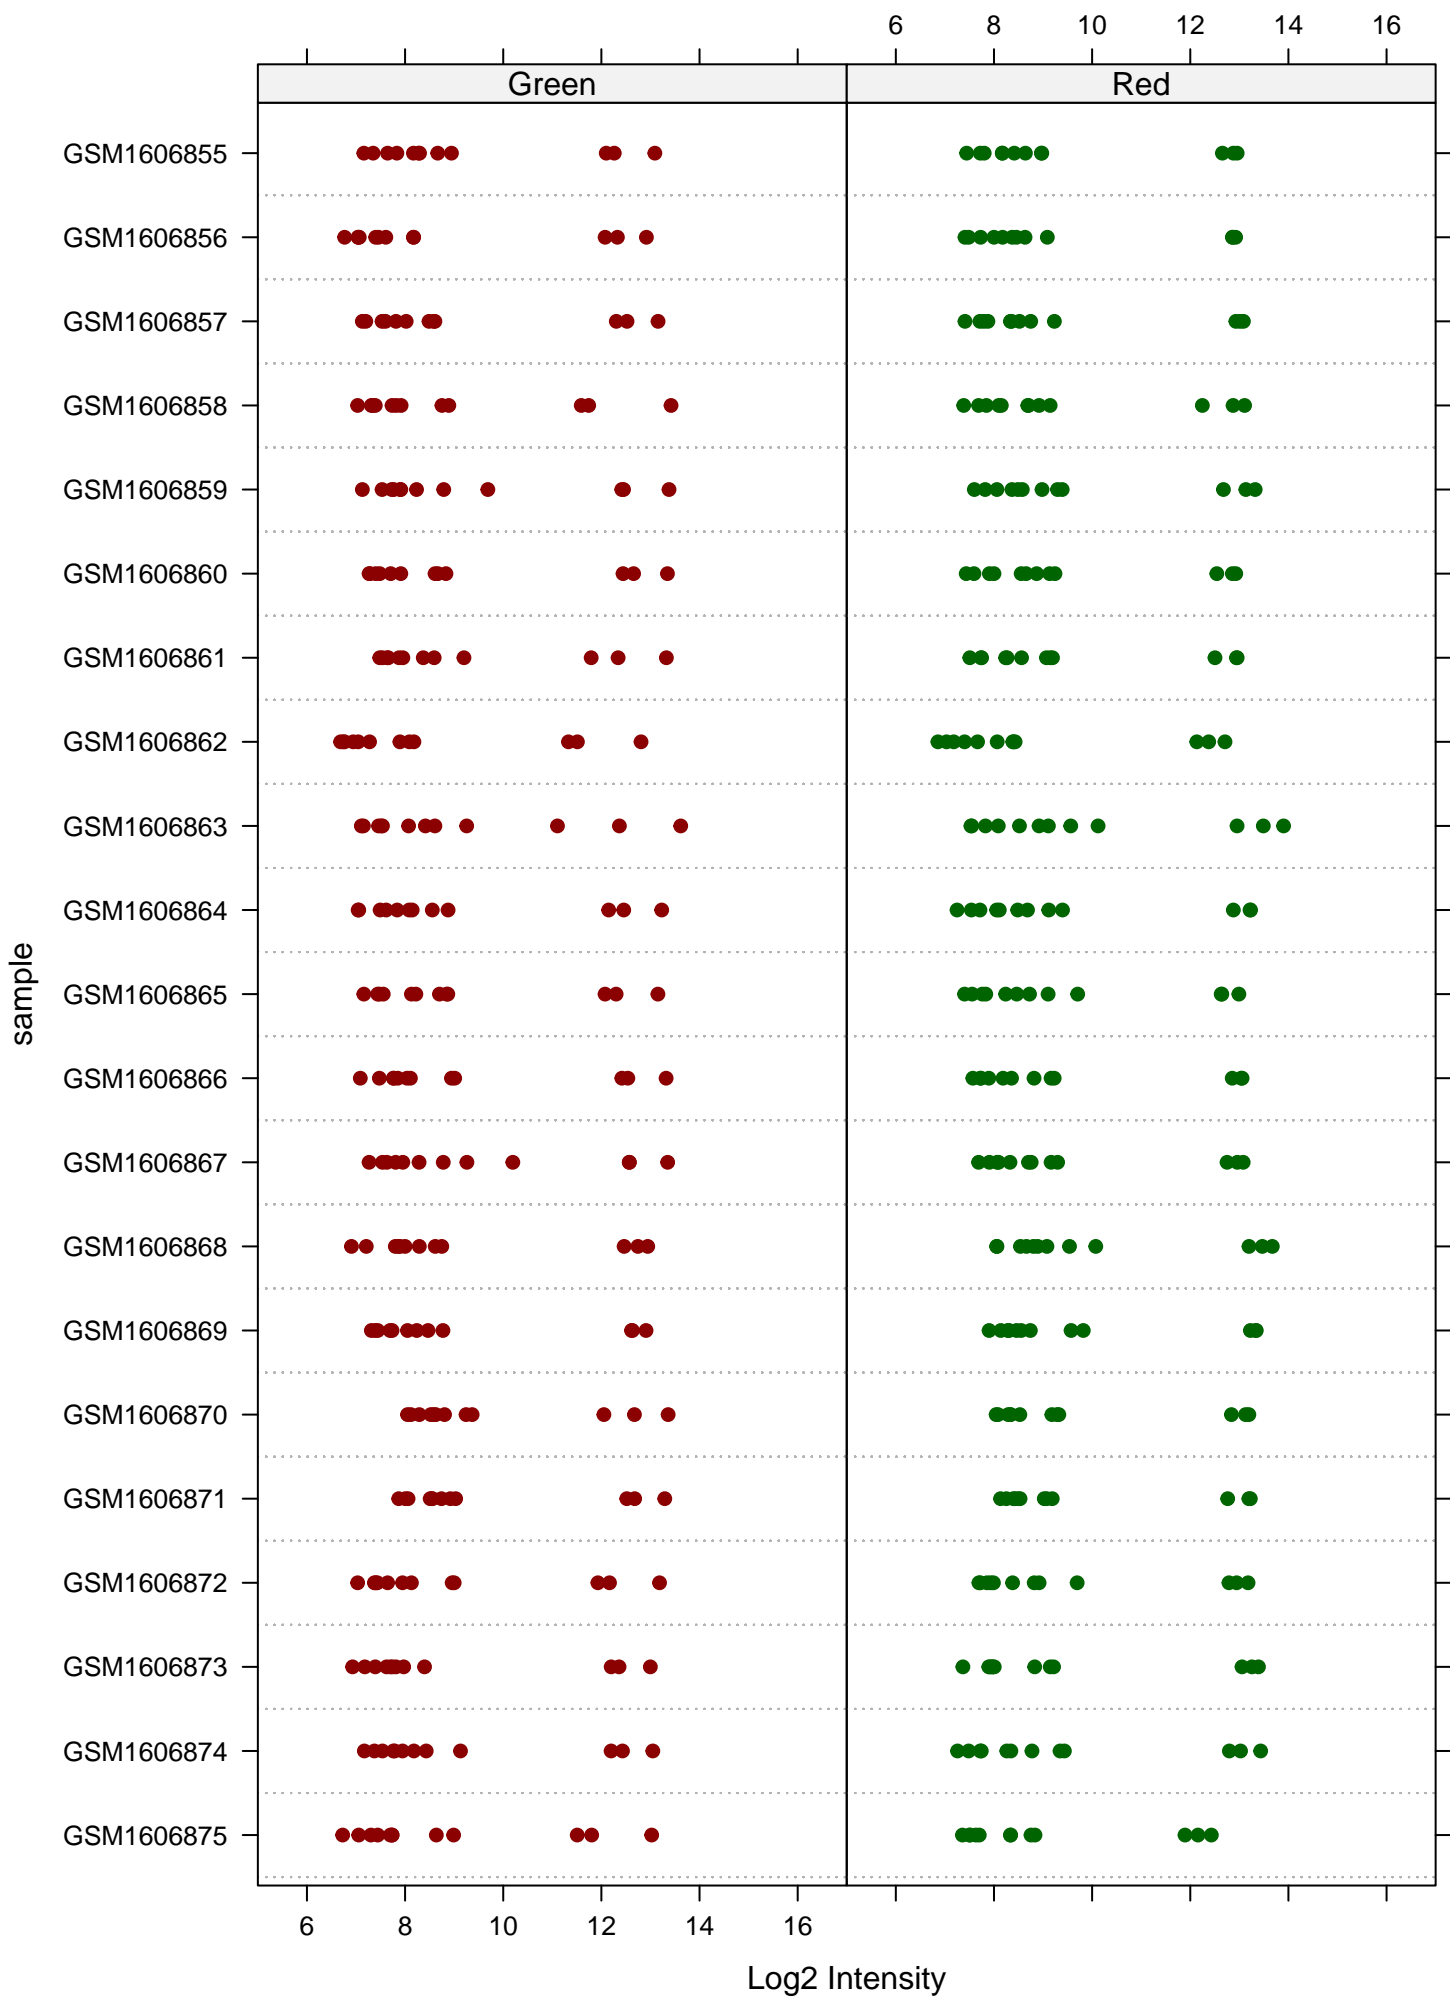 6 8 10 12 14 16
Green Red
GSM1606855
GSM1606856
GSM1606857
GSM1606858
GSM1606859
GSM1606860
GSM1606861
GSM1606862
GSM1606863
GSM1606864
GSM1606865
GSM1606866
GSM1606867
GSM1606868
GSM1606869
GSM1606870
GSM1606871
GSM1606872
GSM1606873
GSM1606874
GSM1606875
sample
6 8 10 12 14 16
Log2 Intensity